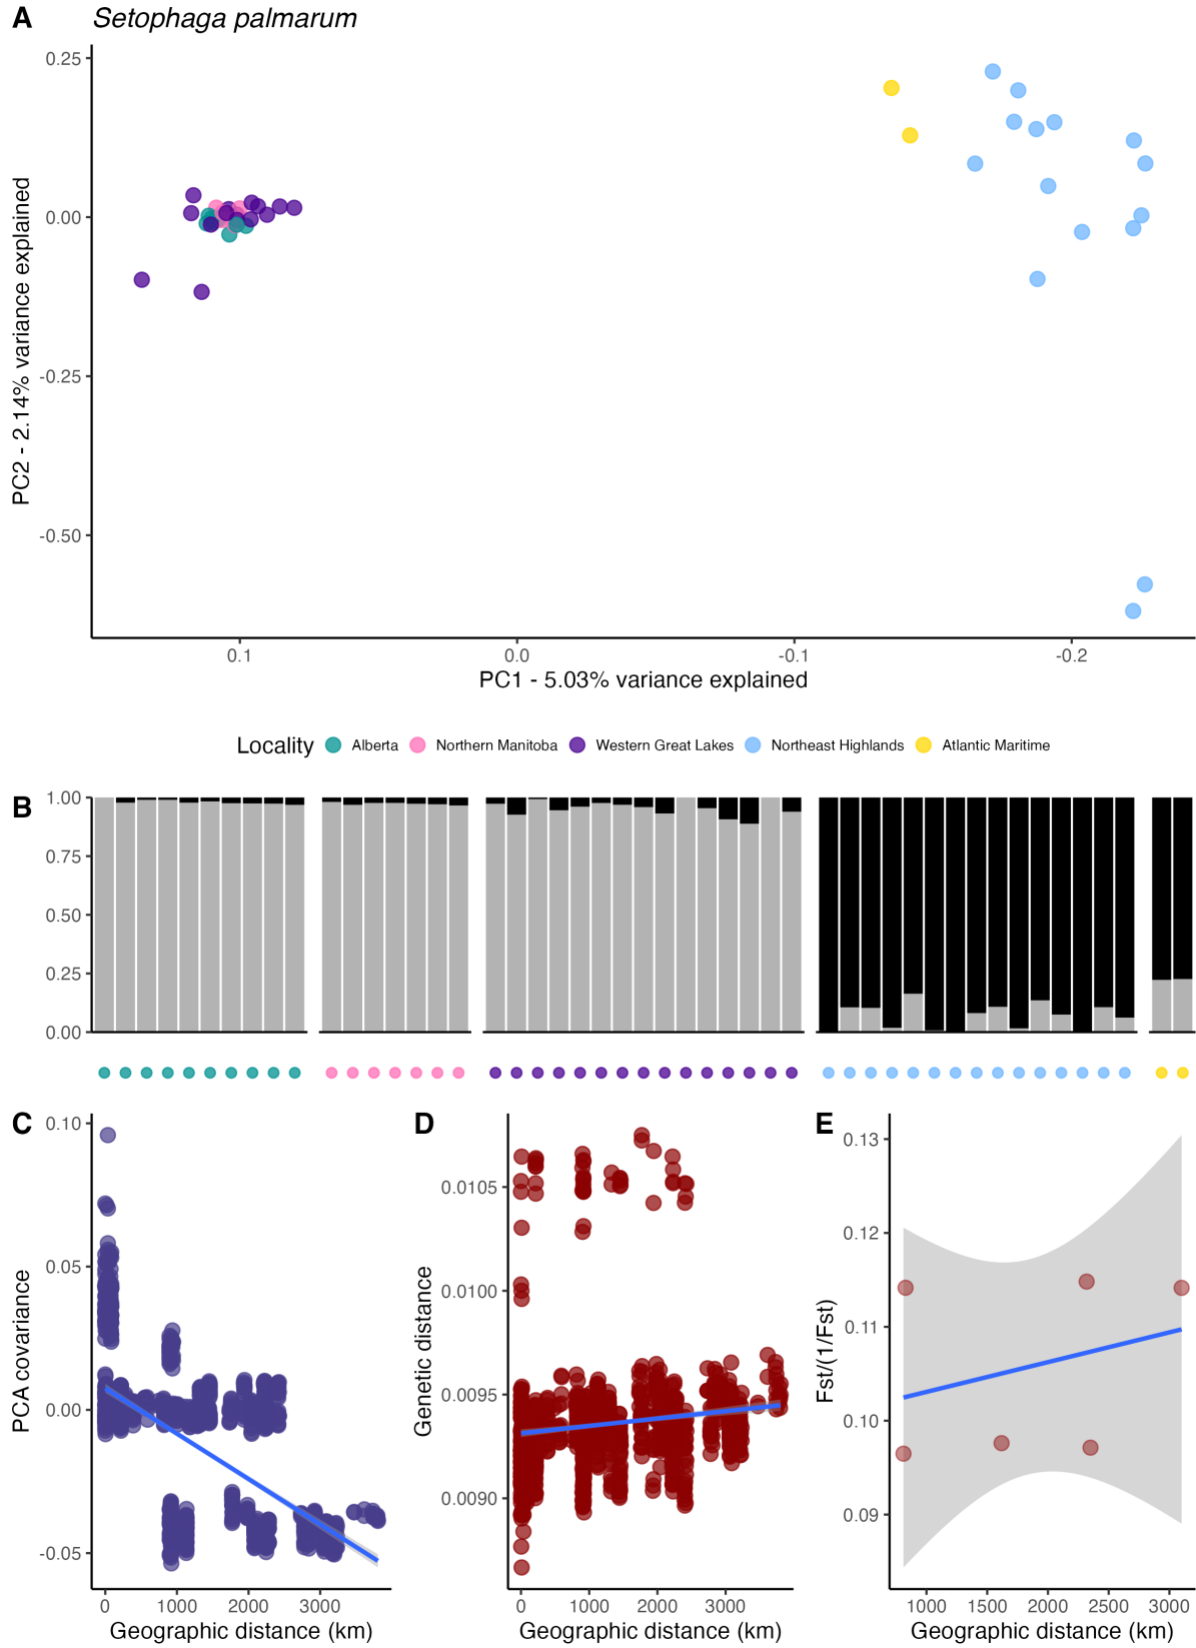 A Setophaga palmarum
0.25
0.00
-0.25
-0.50
PC2 - 2.14% variance explained
0.1 0.0 -0.1 -0.2
PC1 - 5.03% variance explained
Locality Alberta Northern Manitoba Western Great Lakes Northeast Highlands Atlantic Maritime
B
1.00
0.75
0.50
0.25
0.00
C
0.10
0.05
0.00
-0.05
PCA covariance
0 1000 2000 3000
Geographic distance (km)
D
0.0105
0.0100
0.0095
0.0090
Genetic distance
0 1000 2000 3000
Geographic distance (km)
E
0.13
0.12
0.11
0.10
0.09
Fst/(1/Fst)
1000 1500 2000 2500 3000
Geographic distance (km)